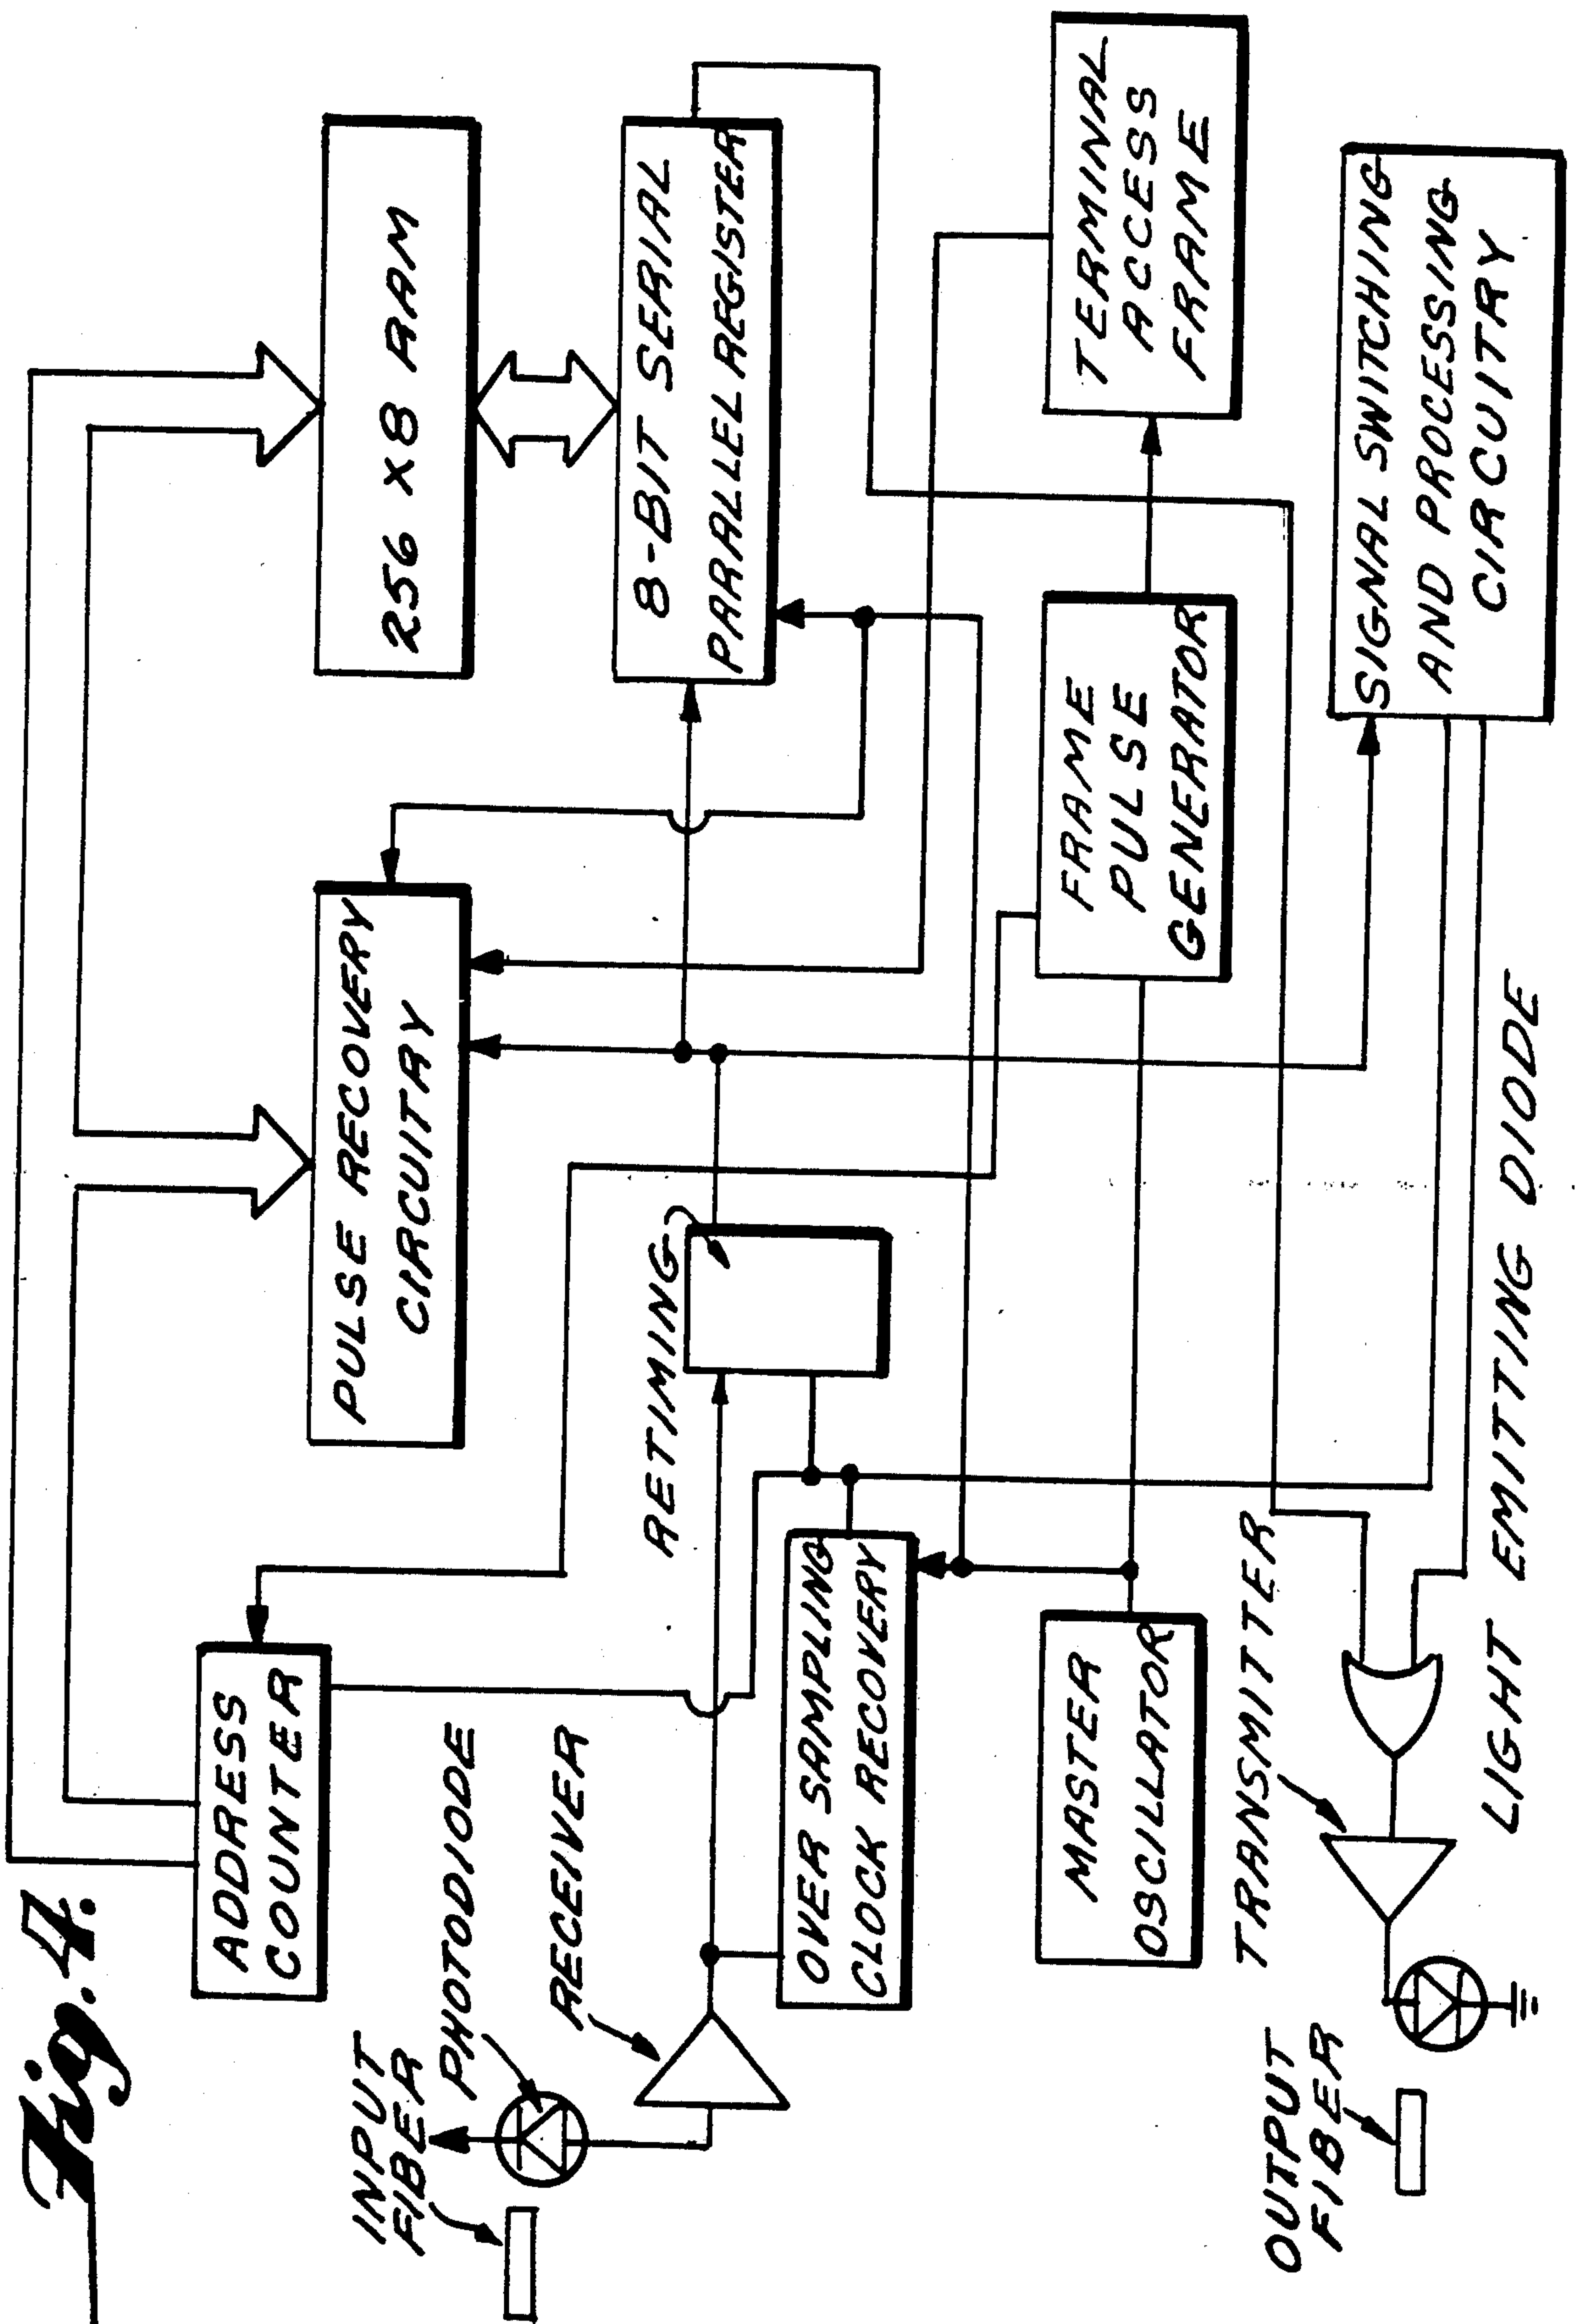 Fig. 4.
INPUT
FIBER
PHOTODIODE
RECEIVER
ADDRESS
COUNTER
PULSE RECOVERY
CIRCUITRY
256 X8 RAM
RETIMING
8-BIT SERIAL
PARALLEL REGISTER
OVER SAMPLING
CLOCK RECOVERY
MASTER
OSCILLATOR
FRAME
PULSE
GENERATOR
TERMINAL
ACCESS
FRAME
TRANSMITTER
OUTPUT
FIBER
LIGHT EMITTING DIODE
SIGNAL SWITCHING
AND PROCESSING
CIRCUITRY